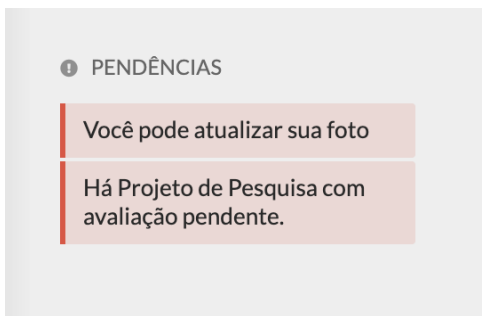 PENDÊNCIAS
Você pode atualizar sua foto
Há Projeto de Pesquisa com
avaliação pendente.